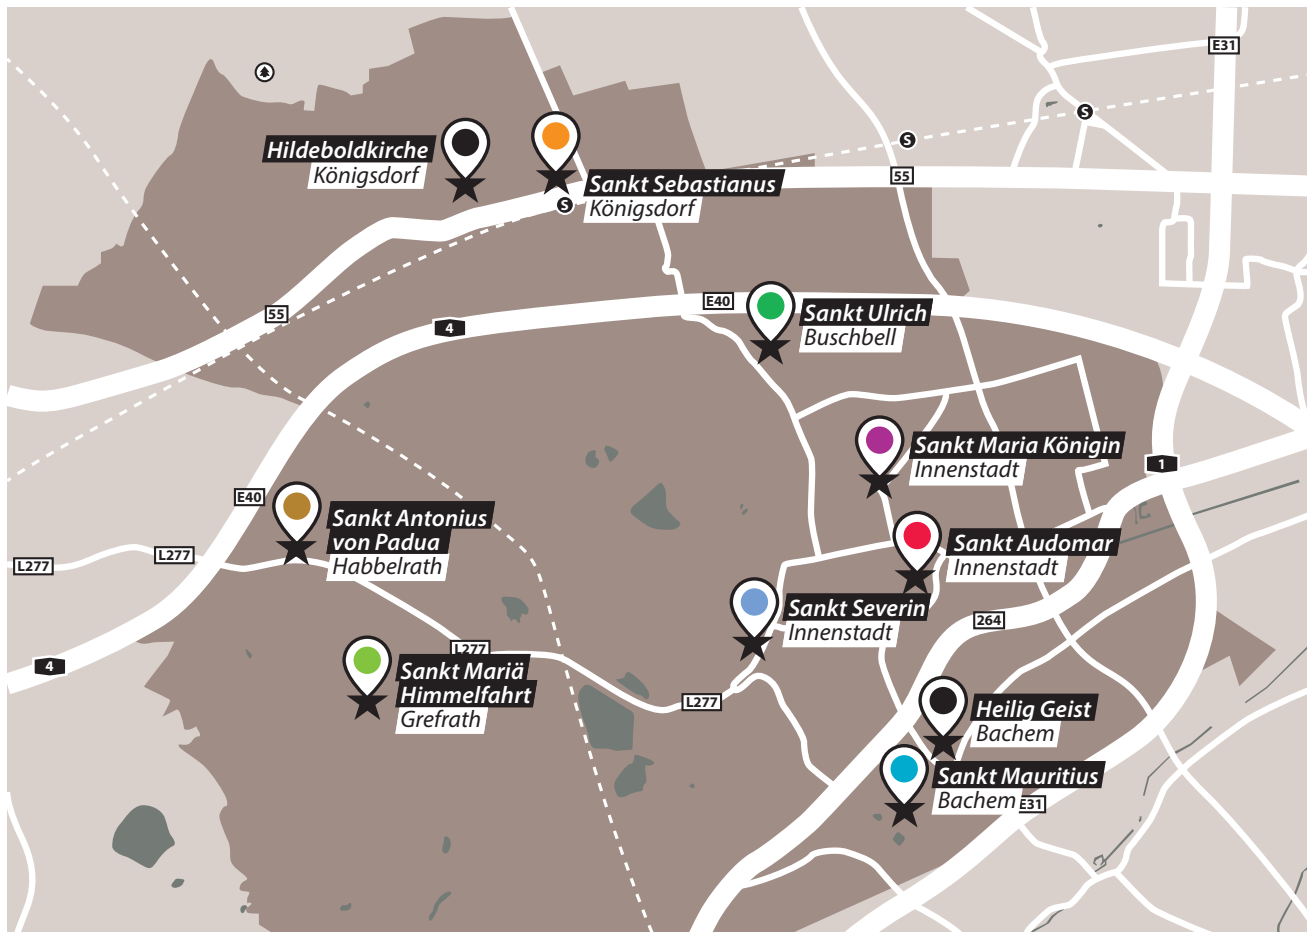 E31
S
S
Hildeboldkirche
Königsdorf
Sankt Sebastianus
Königsdorf
S
55
55
E40
4
Sankt Ulrich
Buschbell
Sankt Maria Königin
Innenstadt
1
E40
Sankt Antonius
von Padua
Habbelrath
L277
L277
Sankt Audomar
Innenstadt
Sankt Severin
Innenstadt
264
4
L277
Sankt Mariä
Himmelfahrt
Grefrath
L277
Heilig Geist
Bachem
Sankt Mauritius
Bachem
E31